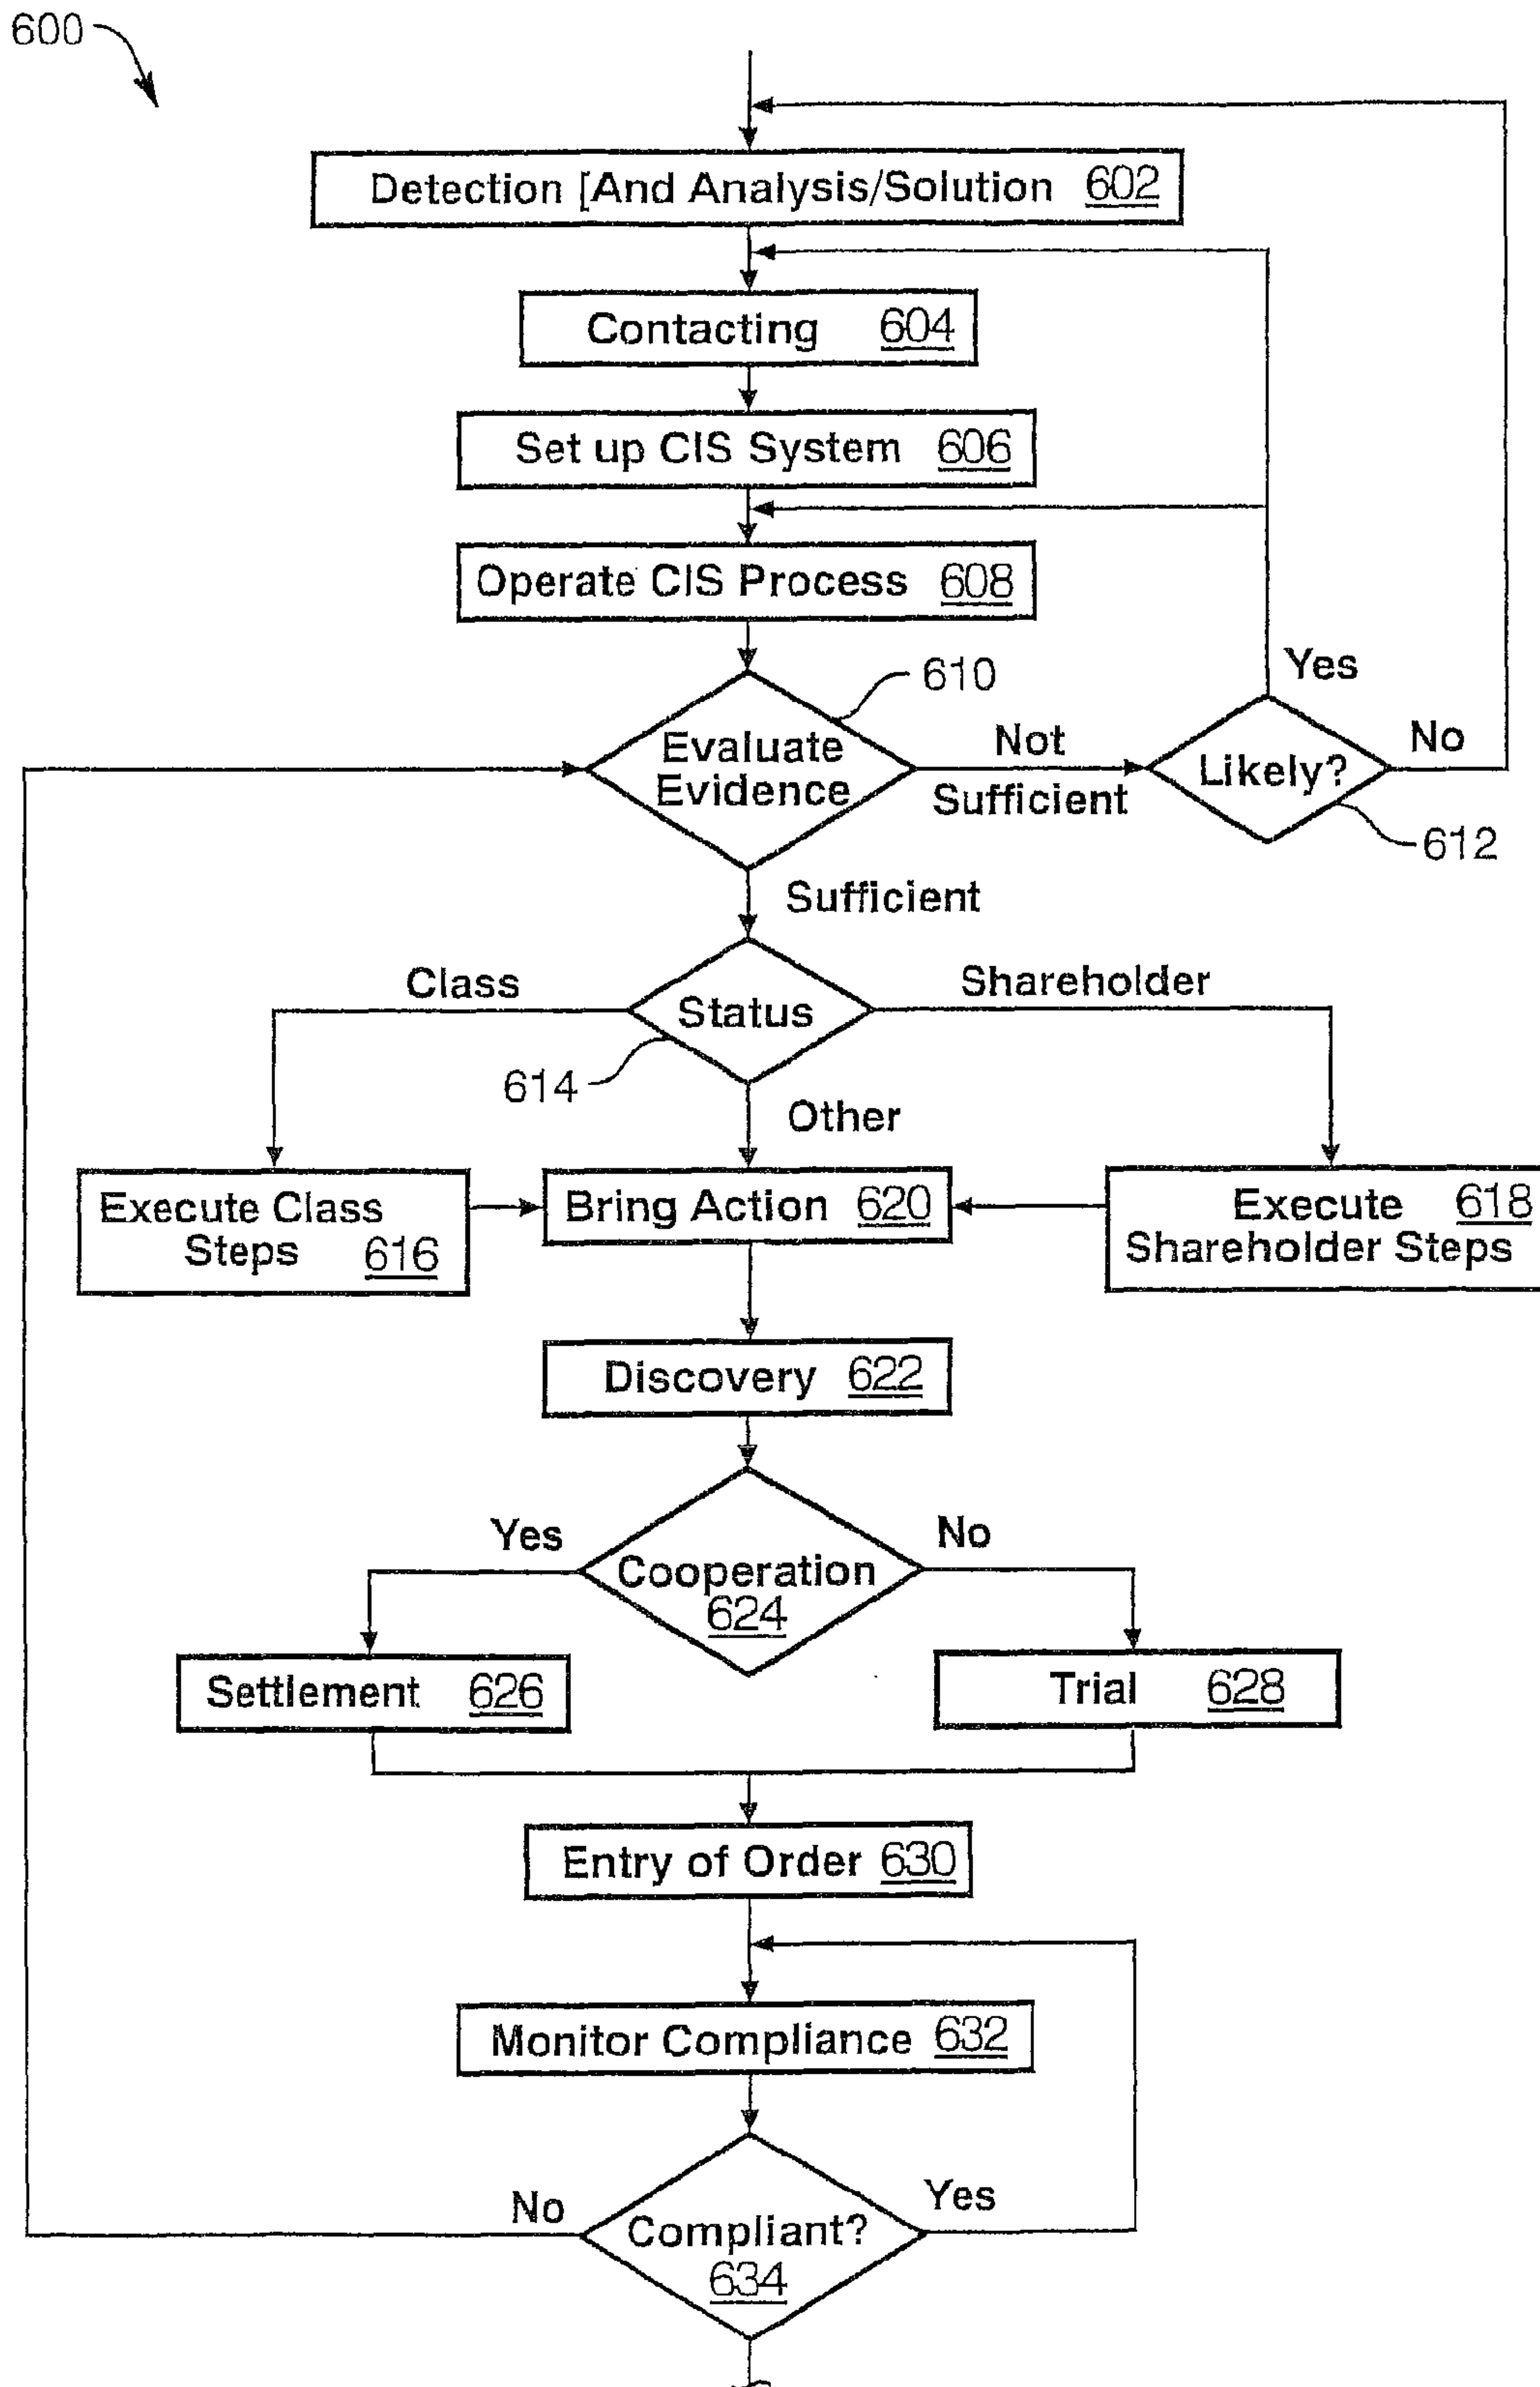 600
Detection [And Analysis/Solution 602
Contacting 604
Set up CIS System 606
Operate CIS Process 608
610
Yes
Evaluate
Evidence
Not
Sufficient
Likely?
No
612
Sufficient
Class
Status
Shareholder
614
Other
Execute Class
Steps 616
Bring Action 620
Execute 618
Shareholder Steps
Discovery 622
Yes
Cooperation
624
No
Settlement 626
Trial 628
Entry of Order 630
Monitor Compliance 632
No
Compliant?
634
Yes